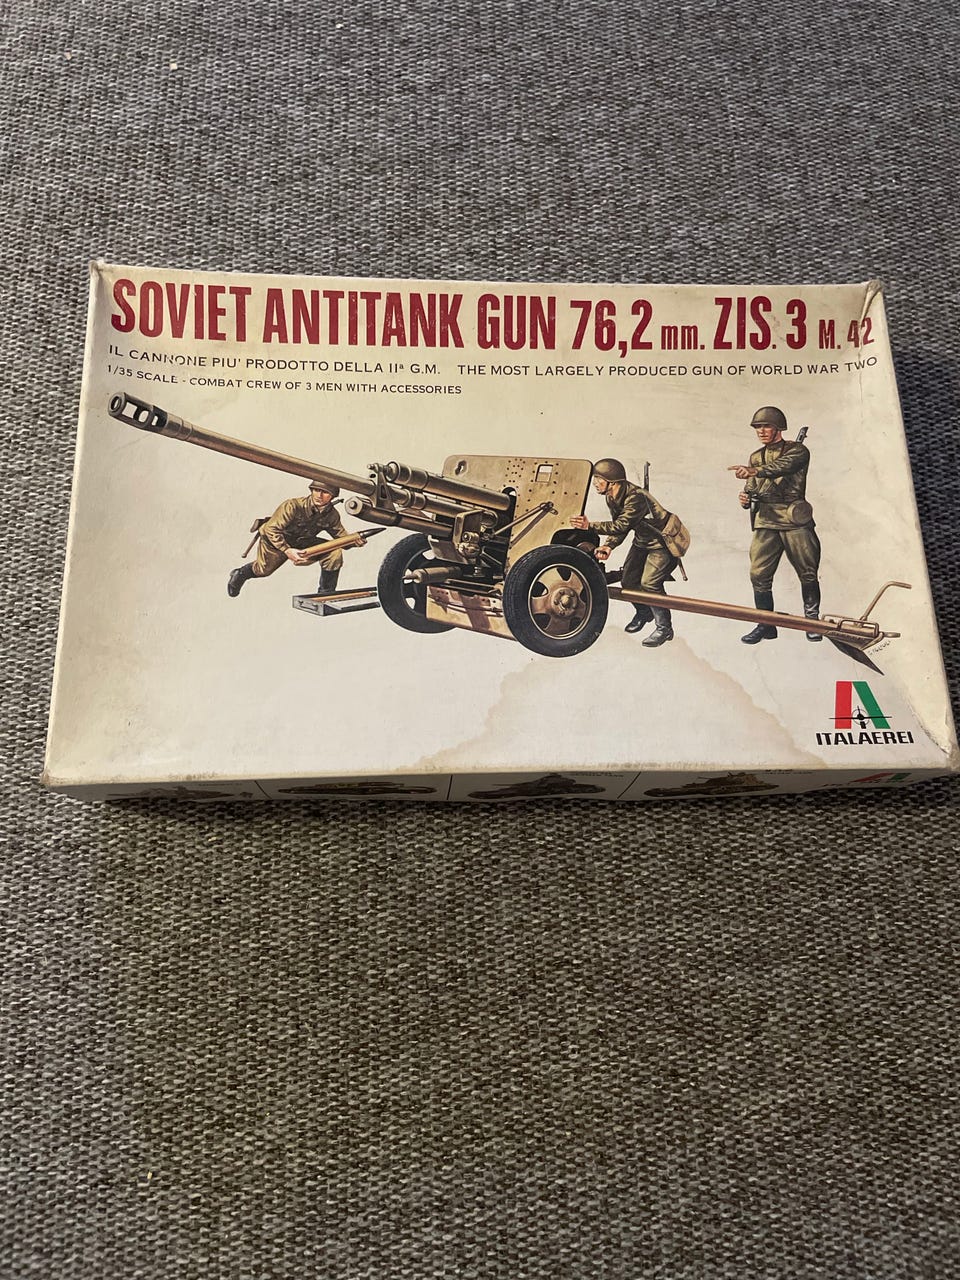 SOVIET ANTITANK GUN 76,2 mm. ZIS. 3 M. 42
IL CANNONE PIU' PRODOTTO DELLA IIª G.M. THE MOST LARGELY PRODUCED GUN OF WORLD WAR TWO
1/35 SCALE - COMBAT CREW OF 3 MEN WITH ACCESSORIES
ITALAEREI